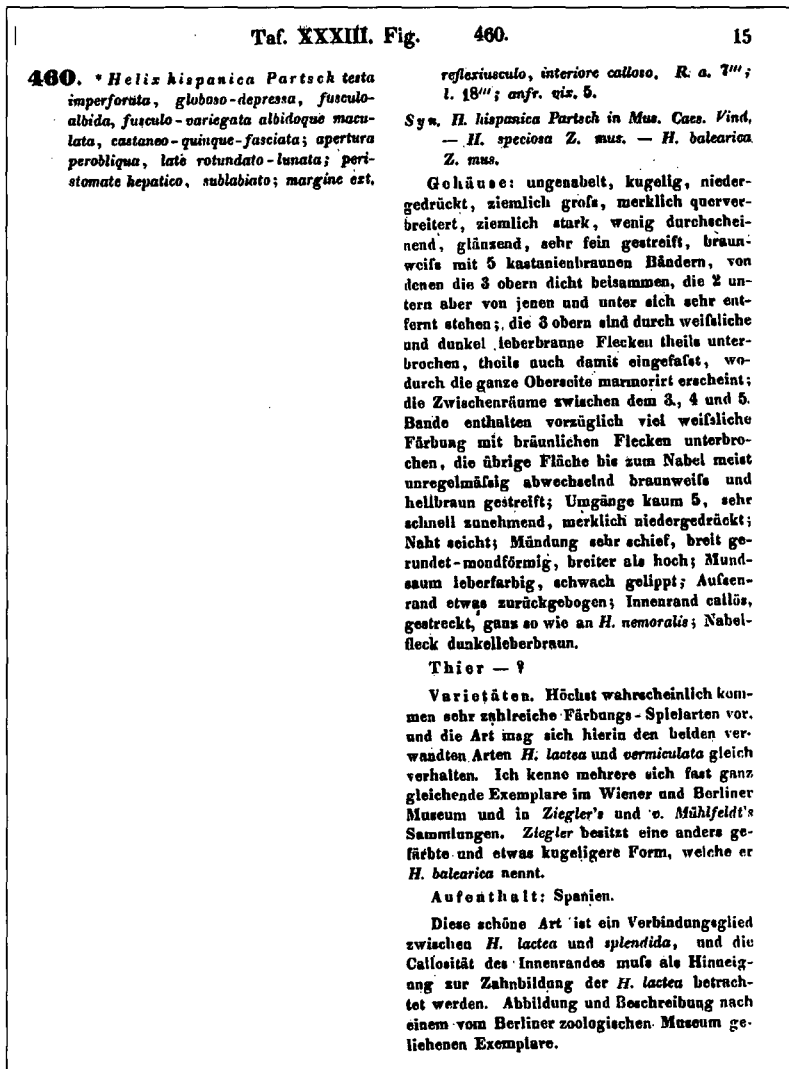 Taf. XXXIII. Fig. 460. 15
460. * Helix hispanica Partsch testa
imperforata, globoso-depressa, fusculo-
albida, fusculo-variegata albidoque macu-
lata, castaneo-quinque-fasciata; apertura
perobliqua, late rotundato-lunata; peri-
stomate hepatico, sublabiato; margine ext.
reflexiusculo, interiore calloso. R. a. 7‴;
l. 18‴; anfr. vix. 5.
Syn. H. hispanica Partsch in Mus. Caes. Vind.
— H. speciosa Z. mus. — H. balearica
Z. mus.
Gehäuse: ungenabelt, kugelig, nieder-
gedrückt, ziemlich groſs, merklich querver-
breitert, ziemlich stark, wenig durchschei-
nend, glänzend, sehr fein gestreift, braun-
weiſs mit 5 kastanienbraunen Bändern, von
denen die 3 obern dicht beisammen, die 2 un-
tern aber von jenen und unter sich sehr ent-
fernt stehen; die 3 obern sind durch weiſsliche
und dunkel leberbraune Flecken theils unter-
brochen, theils auch damit eingefaſst, wo-
durch die ganze Oberseite marmorirt erscheint;
die Zwischenräume zwischen dem 3., 4 und 5.
Bande enthalten vorzüglich viel weiſsliche
Färbung mit bräunlichen Flecken unterbro-
chen, die übrige Fläche bis zum Nabel meist
unregelmäſsig abwechselnd braunweiſs und
hellbraun gestreift; Umgänge kaum 5, sehr
schnell zunehmend, merklich niedergedrückt;
Naht seicht; Mündung sehr schief, breit ge-
rundet-mondförmig, breiter als hoch; Mund-
saum leberfarbig, schwach gelippt; Auſsen-
rand etwas zurückgebogen; Innenrand callös,
gestreckt, ganz so wie an H. nemoralis; Nabel-
fleck dunkelleberbraun.
Thier — ?
Varietäten. Höchst wahrscheinlich kom-
men sehr zahlreiche Färbungs-Spielarten vor,
und die Art mag sich hierin den beiden ver-
wandten Arten H. lactea und vermiculata gleich
verhalten. Ich kenne mehrere sich fast ganz
gleichende Exemplare im Wiener und Berliner
Museum und in Ziegler's und v. Mühlfeldt's
Sammlungen. Ziegler besitzt eine anders ge-
färbte und etwas kugeligere Form, welche er
H. balearica nennt.
Aufenthalt: Spanien.
Diese schöne Art ist ein Verbindungsglied
zwischen H. lactea und splendida, und die
Callosität des Innenrandes muſs als Hinneig-
ung zur Zahnbildung der H. lactea betrach-
tet werden. Abbildung und Beschreibung nach
einem vom Berliner zoologischen Museum ge-
liehenen Exemplare.